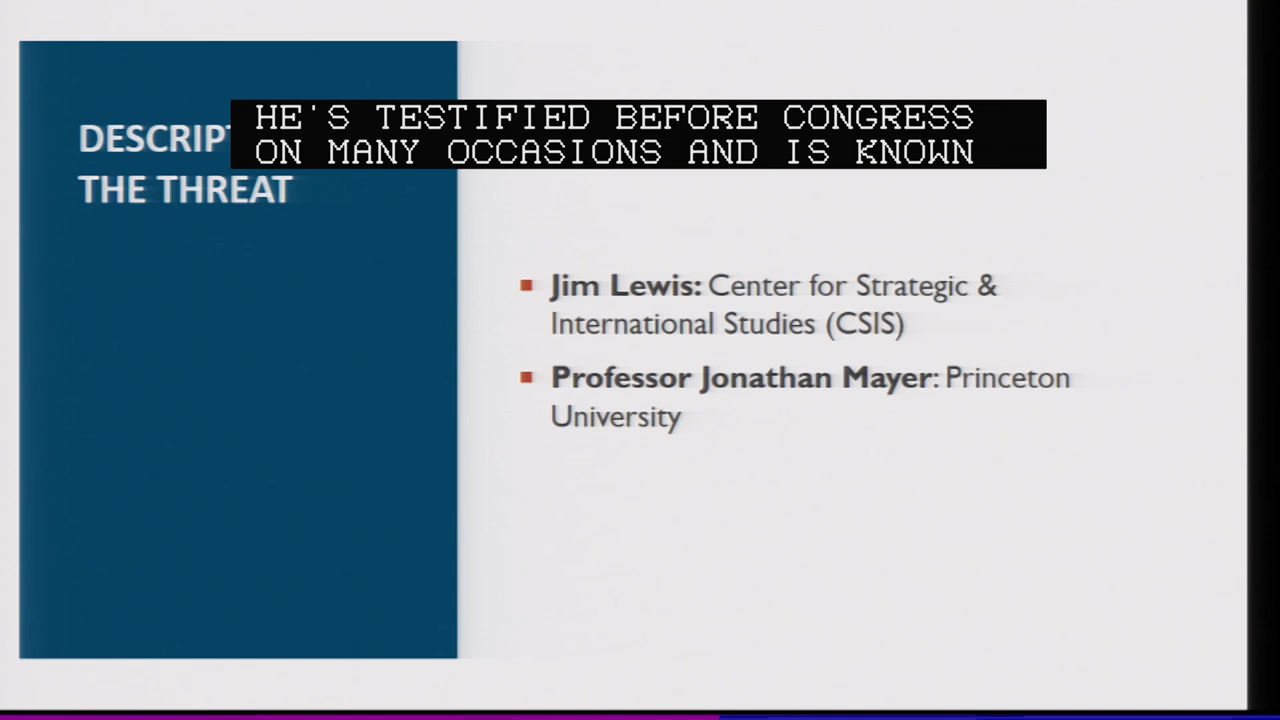 HE'S TESTIFIED BEFORE CONGRESS
ON MANY OCCASIONS AND IS KNOWN
DESCRIPT
THE THREAT
Jim Lewis: Center for Strategic &
International Studies (CSIS)
Professor Jonathan Mayer: Princeton
University